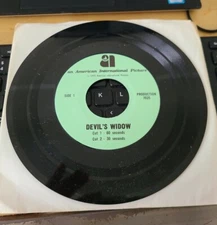 an American International Picture
SIDE 1
PRODUCTION
K L
DEVIL'S WIDOW
Cut 1 - 60 seconds
Cut 2 - 30 seconds